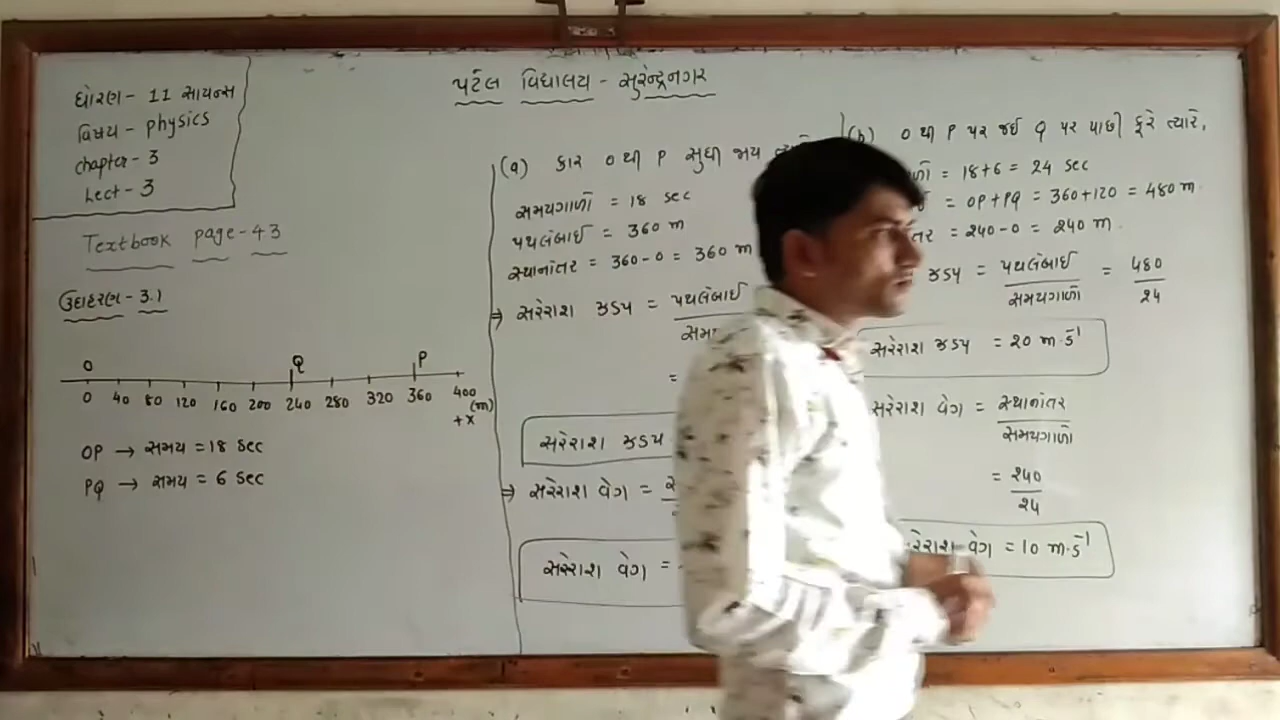 પટેલ વિદ્યાલય - સુરેન્દ્રનગર
ધોરણ - 11 સાયન્સ
વિષય - physics
chapter - 3
Lect - 3
Textbook page - 43
ઉદાહરણ - 3.1
O Q P
0 40 80 120 160 200 240 280 320 360 400
(m)
+x
OP → સમય = 18 sec
PQ → સમય = 6 sec
(a) કાર O થી P સુધી જાય
સમયગાળો = 18 sec
પથલંબાઈ = 360 m
સ્થાનાંતર = 360 - 0 = 360 m
⇒ સરેરાશ ઝડપ = પથલંબાઈ
=
સરેરાશ ઝડપ
⇒ સરેરાશ વેગ =
સરેરાશ વેગ =
(b) O થી P પર જઈ Q પર પાછી ફરે ત્યારે,
= 18+6 = 24 sec
= OP+PQ = 360+120 = 480 m.
= 240-0 = 240 m.
ઝડપ = પથલંબાઈ / સમયગાળો = 480 / 24
સરેરાશ ઝડપ = 20 m·s⁻¹
સરેરાશ વેગ = સ્થાનાંતર / સમયગાળો
= 240 / 24
વેગ = 10 m·s⁻¹